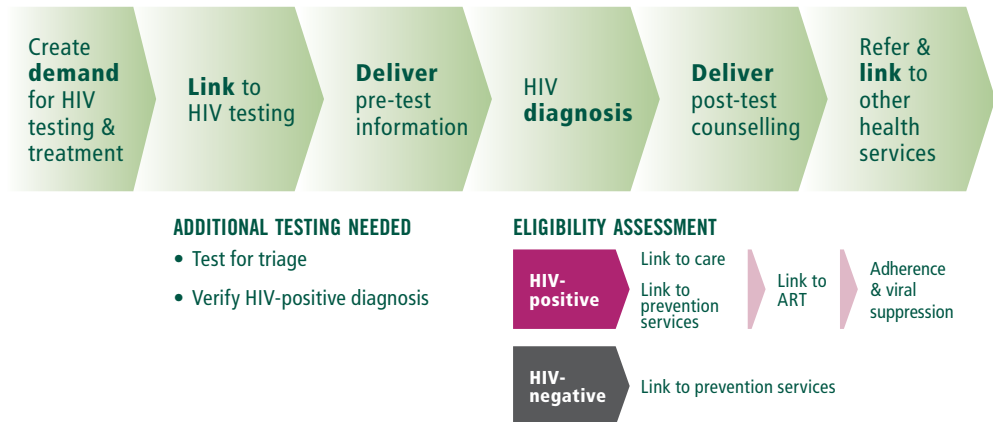 Create
demand
for HIV
testing &
treatment
Link to
HIV testing
Deliver
pre-test
information
HIV
diagnosis
Deliver
post-test
counselling
Refer &
link to
other
health
services
ADDITIONAL TESTING NEEDED
• Test for triage
• Verify HIV-positive diagnosis
ELIGIBILITY ASSESSMENT
HIV-
positive
Link to care
Link to
prevention
services
Link to
ART
Adherence
& viral
suppression
HIV-
negative
Link to prevention services